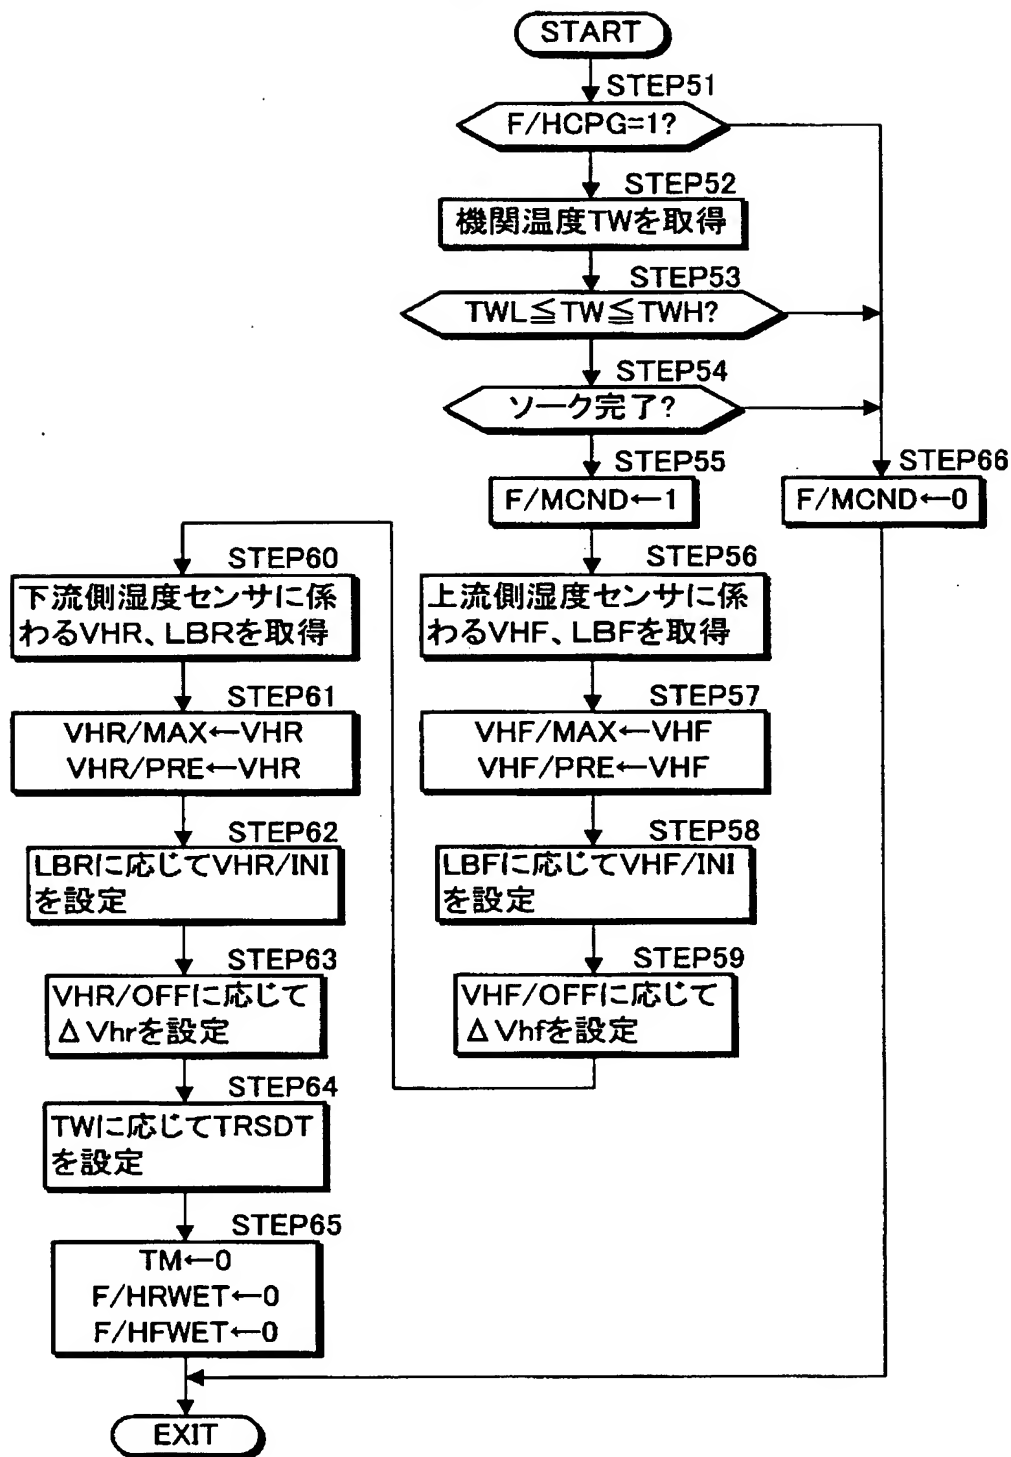 START
STEP51
F/HCPG=1?
STEP52
機関温度TWを取得
STEP53
TWL≦TW≦TWH?
STEP54
ソーク完了?
STEP55
F/MCND←1
STEP66
F/MCND←0
STEP56
上流側湿度センサに係
わるVHF、LBFを取得
STEP57
VHF/MAX←VHF
VHF/PRE←VHF
STEP58
LBFに応じてVHF/INI
を設定
STEP59
VHF/OFFに応じて
ΔVhfを設定
STEP60
下流側湿度センサに係
わるVHR、LBRを取得
STEP61
VHR/MAX←VHR
VHR/PRE←VHR
STEP62
LBRに応じてVHR/INI
を設定
STEP63
VHR/OFFに応じて
ΔVhrを設定
STEP64
TWに応じてTRSDT
を設定
STEP65
TM←0
F/HRWET←0
F/HFWET←0
EXIT